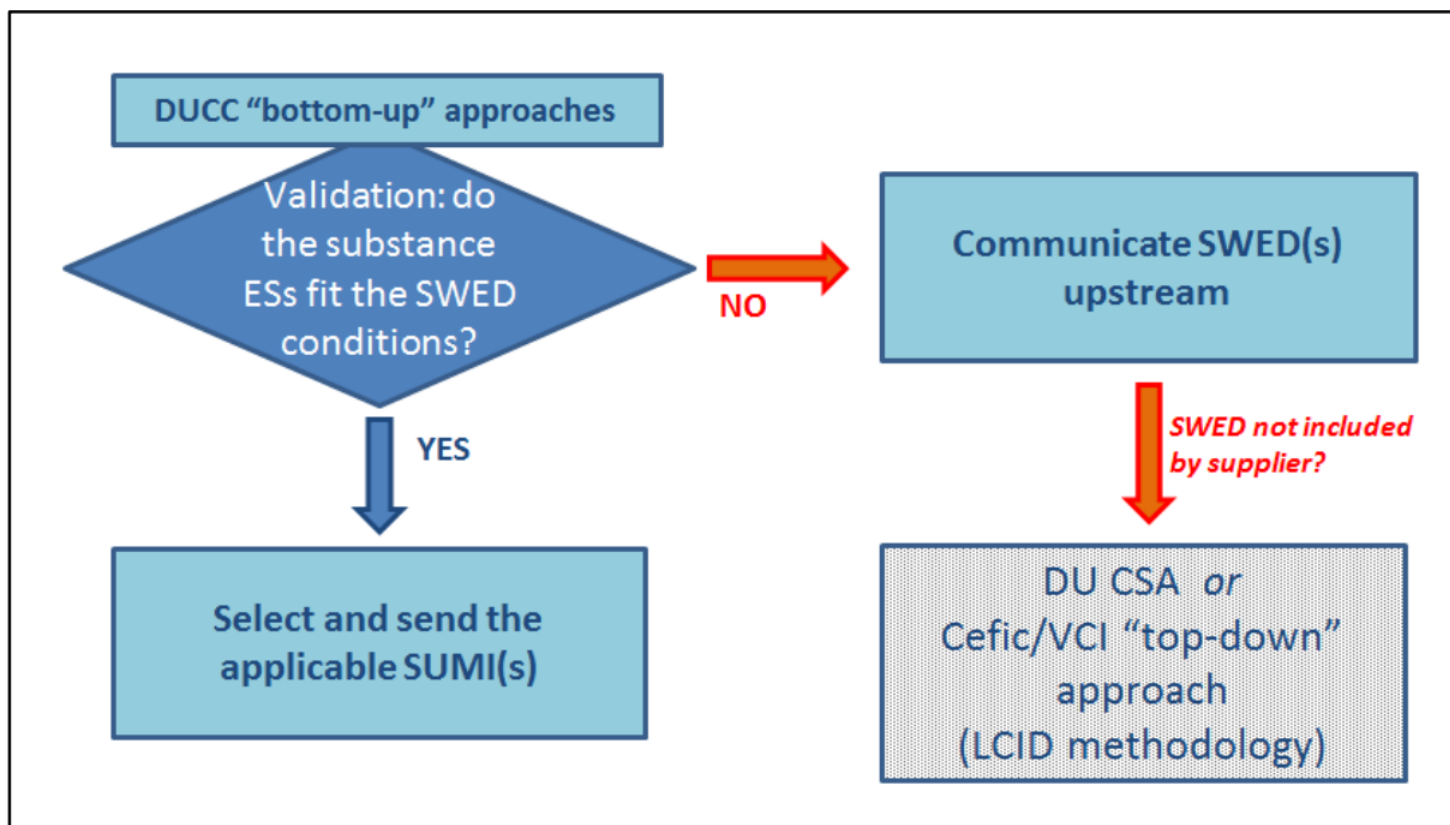 DUCC “bottom-up” approaches
Validation: do
the substance
ESs fit the SWED
conditions?
NO
Communicate SWED(s)
upstream
YES
SWED not included
by supplier?
Select and send the
applicable SUMI(s)
DU CSA or
Cefic/VCI “top-down”
approach
(LCID methodology)